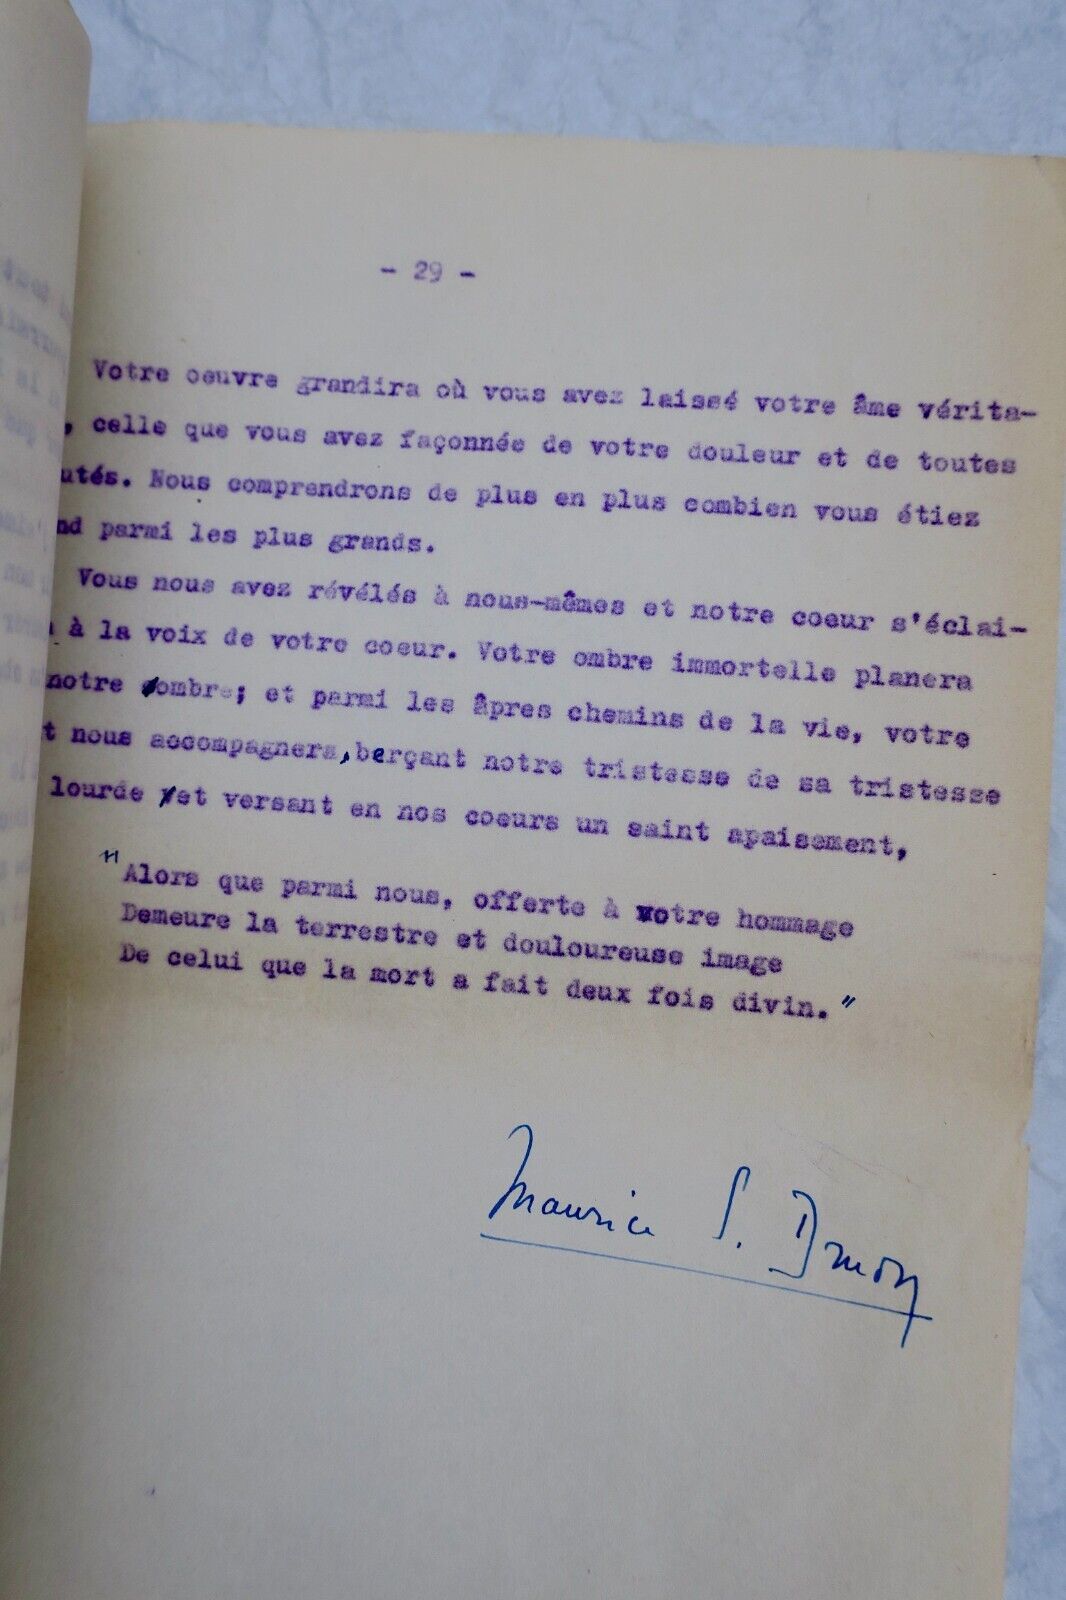 - 29 -
Votre oeuvre grandira où vous avez laissé votre âme vérita-
, celle que vous avez façonnée de votre douleur et de toutes
utés. Nous comprendrons de plus en plus combien vous étiez
nd parmi les plus grands.
Vous nous avez révélés à nous-mêmes et notre coeur s'éclai-
à la voix de votre coeur. Votre ombre immortelle planera
notre ombre; et parmi les âpres chemins de la vie, votre
t nous accompagnera, berçant notre tristesse de sa tristesse
lourde et versant en nos coeurs un saint apaisement,
"Alors que parmi nous, offerte à votre hommage
Demeure la terrestre et douloureuse image
De celui que la mort a fait deux fois divin."
Maurice S. Druon